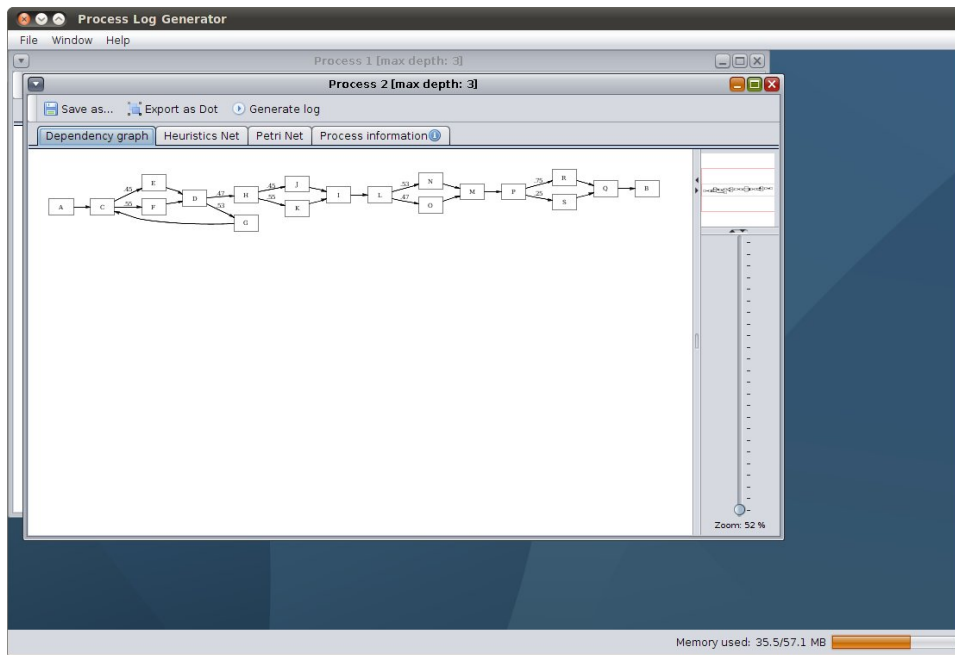 Process Log Generator
File Window Help
Process 1 [max depth: 3]
Process 2 [max depth: 3]
Save as... Export as Dot Generate log
Dependency graph Heuristics Net Petri Net Process information
A C E F D H G J K I L N O M P R S Q B
.45 .55 .47 .53 .45 .55 .53 .47 .75 .25
Zoom: 52 %
Memory used: 35.5/57.1 MB